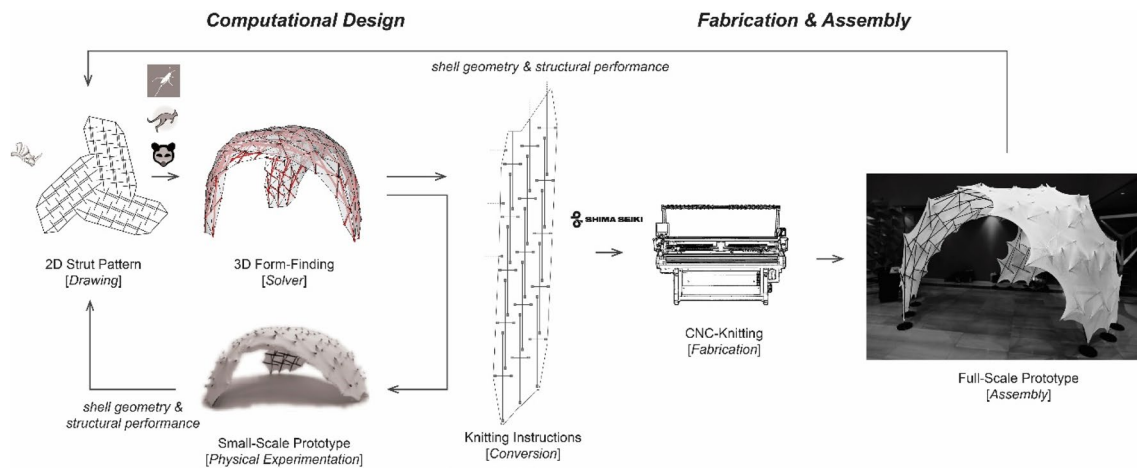 Computational Design
Fabrication & Assembly
shell geometry & structural performance
2D Strut Pattern
[Drawing]
3D Form-Finding
[Solver]
SHIMA SEIKI
CNC-Knitting
[Fabrication]
Full-Scale Prototype
[Assembly]
shell geometry &
structural performance
Small-Scale Prototype
[Physical Experimentation]
Knitting Instructions
[Conversion]